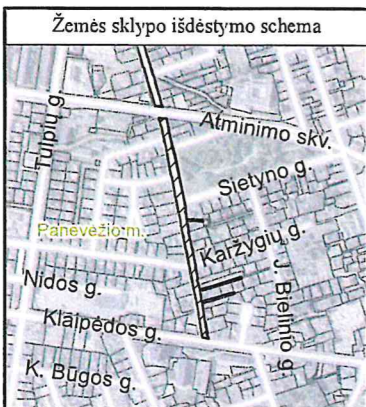 Žemės sklypo išdėstymo schema
Tulpių g.
Atminimo skv.
Sietyno g.
Panevėžio m.
Karžygių g.
Nidos g.
J. Bielinio g.
Klaipėdos g.
K. Būgos g.